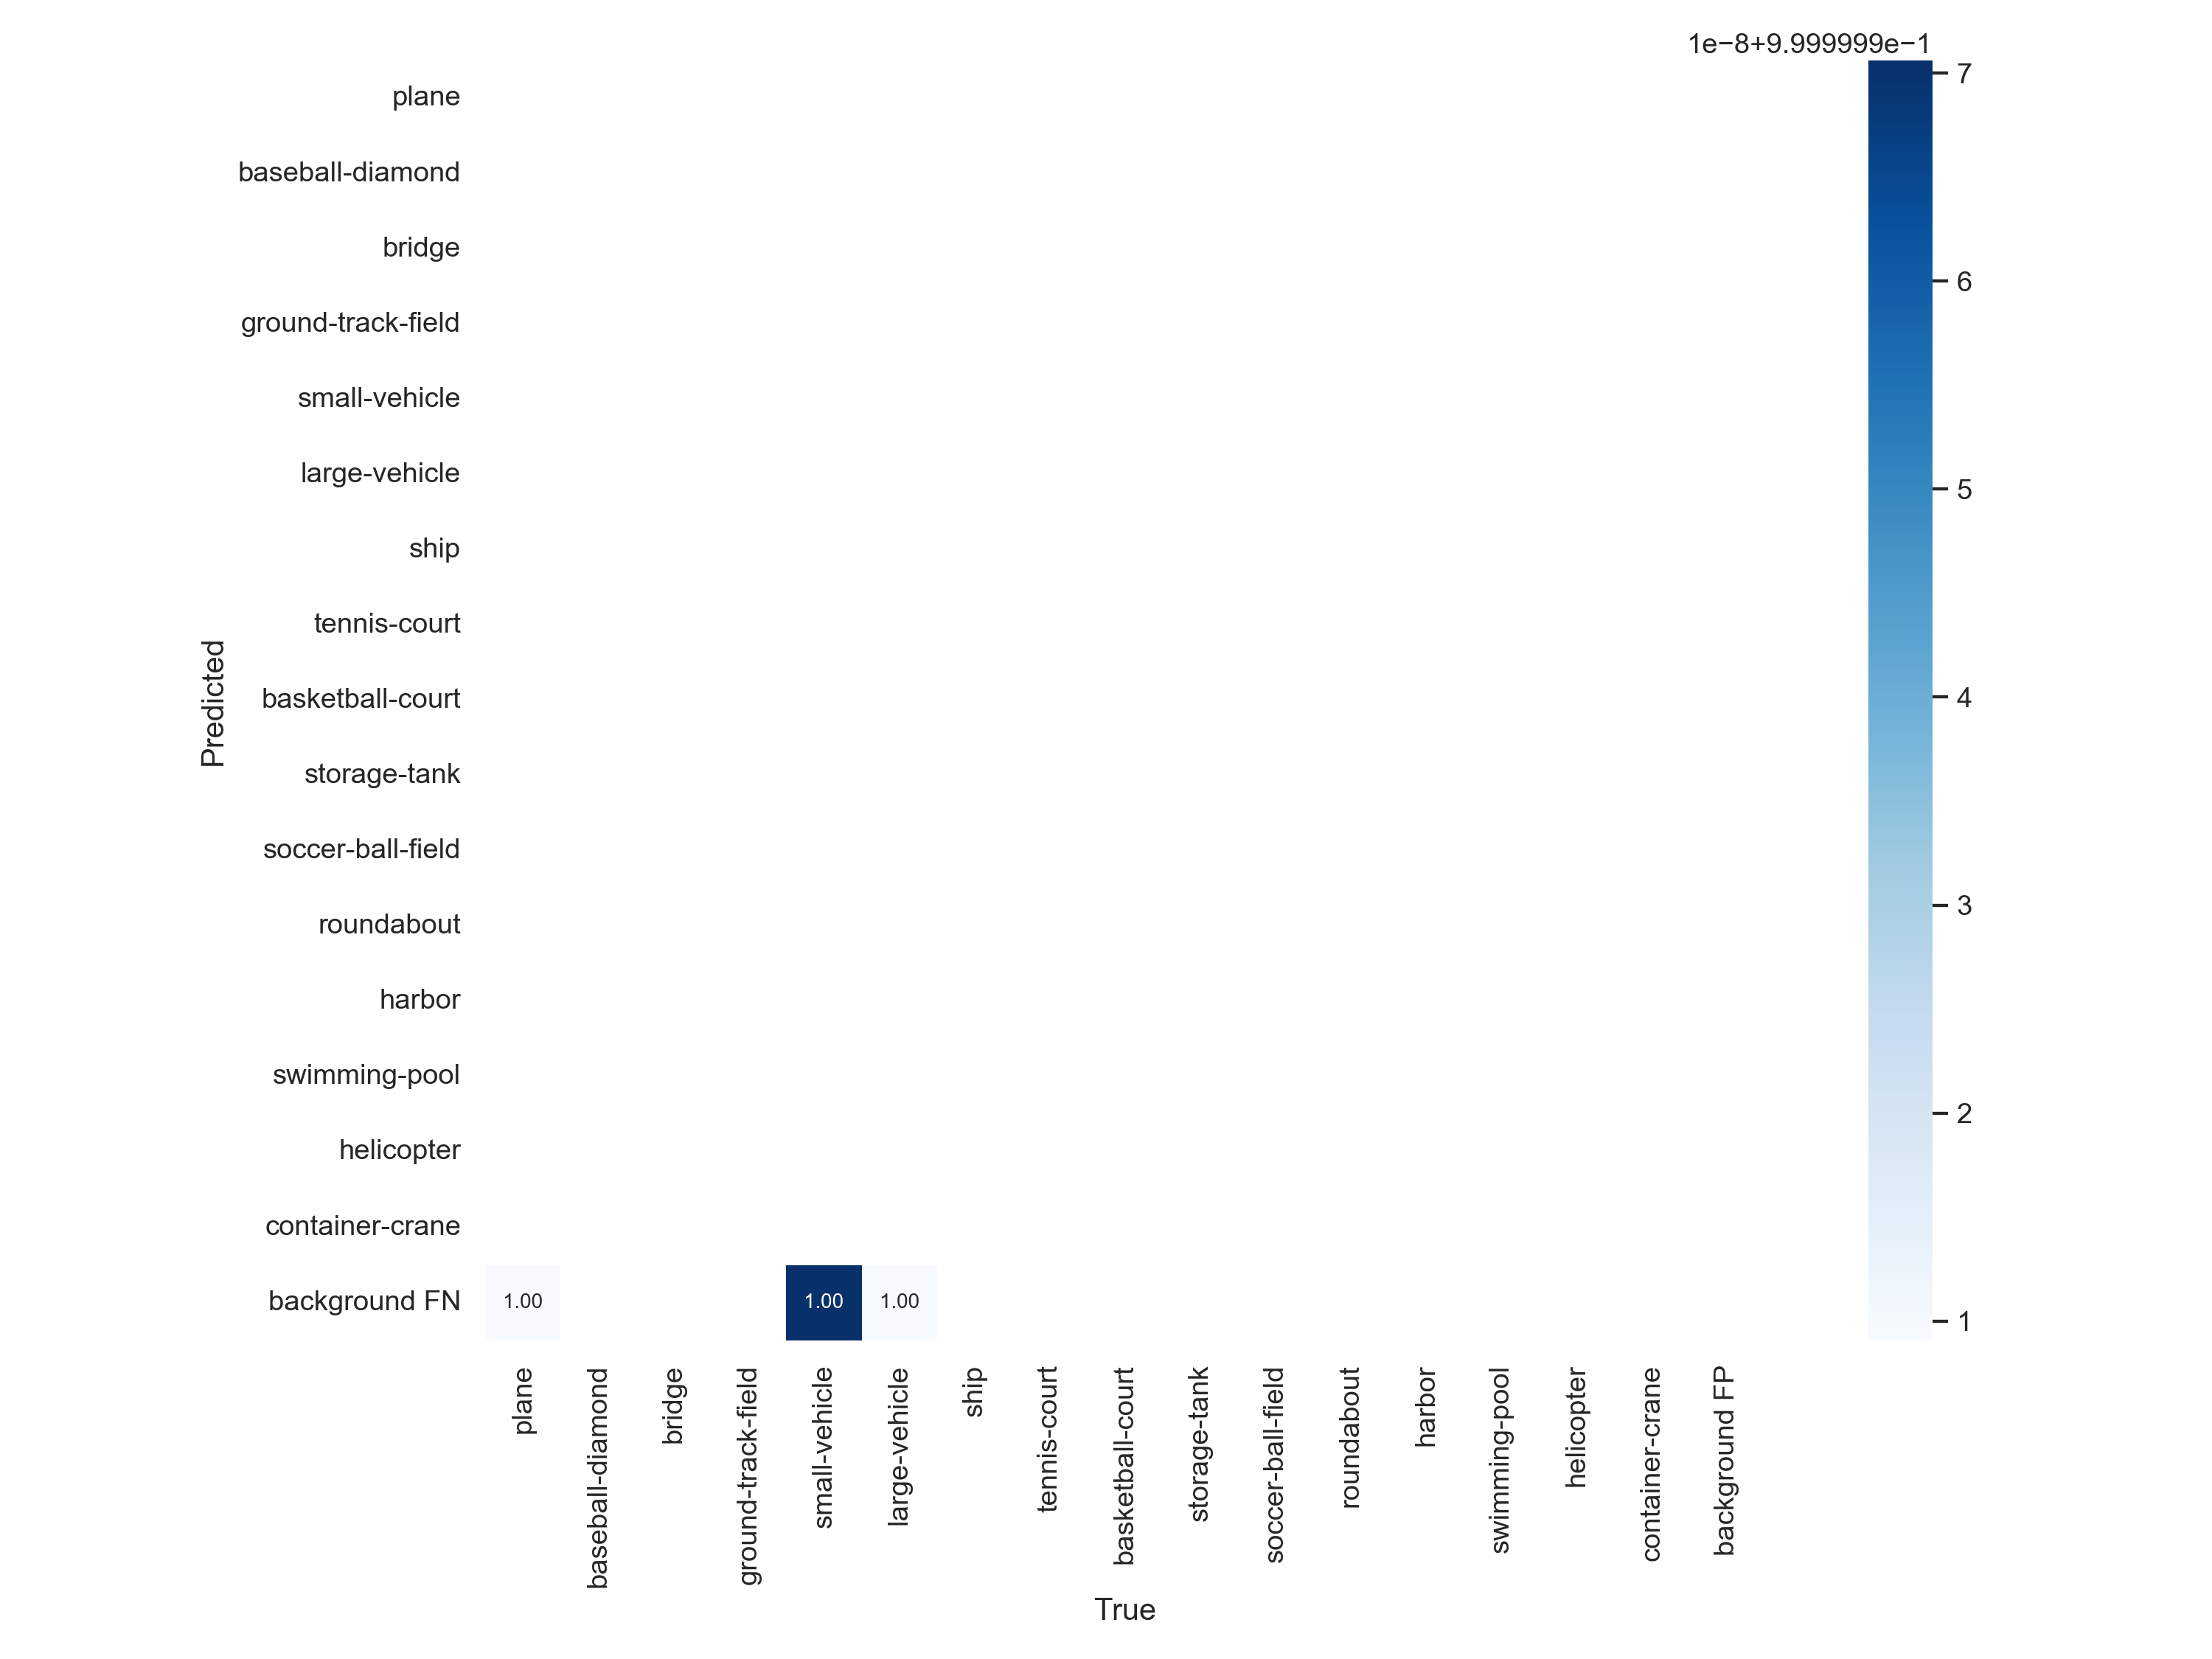 1e−8+9.999999e−1
plane
baseball-diamond
bridge
ground-track-field
small-vehicle
large-vehicle
ship
tennis-court
basketball-court
storage-tank
soccer-ball-field
roundabout
harbor
swimming-pool
helicopter
container-crane
background FN
Predicted
1.00 1.00 1.00
7
6
5
4
3
2
1
plane
baseball-diamond
bridge
ground-track-field
small-vehicle
large-vehicle
ship
tennis-court
basketball-court
storage-tank
soccer-ball-field
roundabout
harbor
swimming-pool
helicopter
container-crane
background FP
True